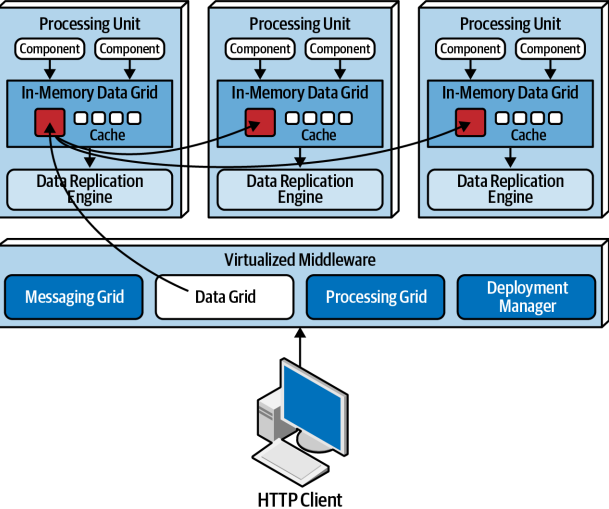 Processing Unit
Component
Component
In-Memory Data Grid
Cache
Data Replication
Engine
Processing Unit
Component
Component
In-Memory Data Grid
Cache
Data Replication
Engine
Processing Unit
Component
Component
In-Memory Data Grid
Cache
Data Replication
Engine
Virtualized Middleware
Messaging Grid
Data Grid
Processing Grid
Deployment
Manager
HTTP Client